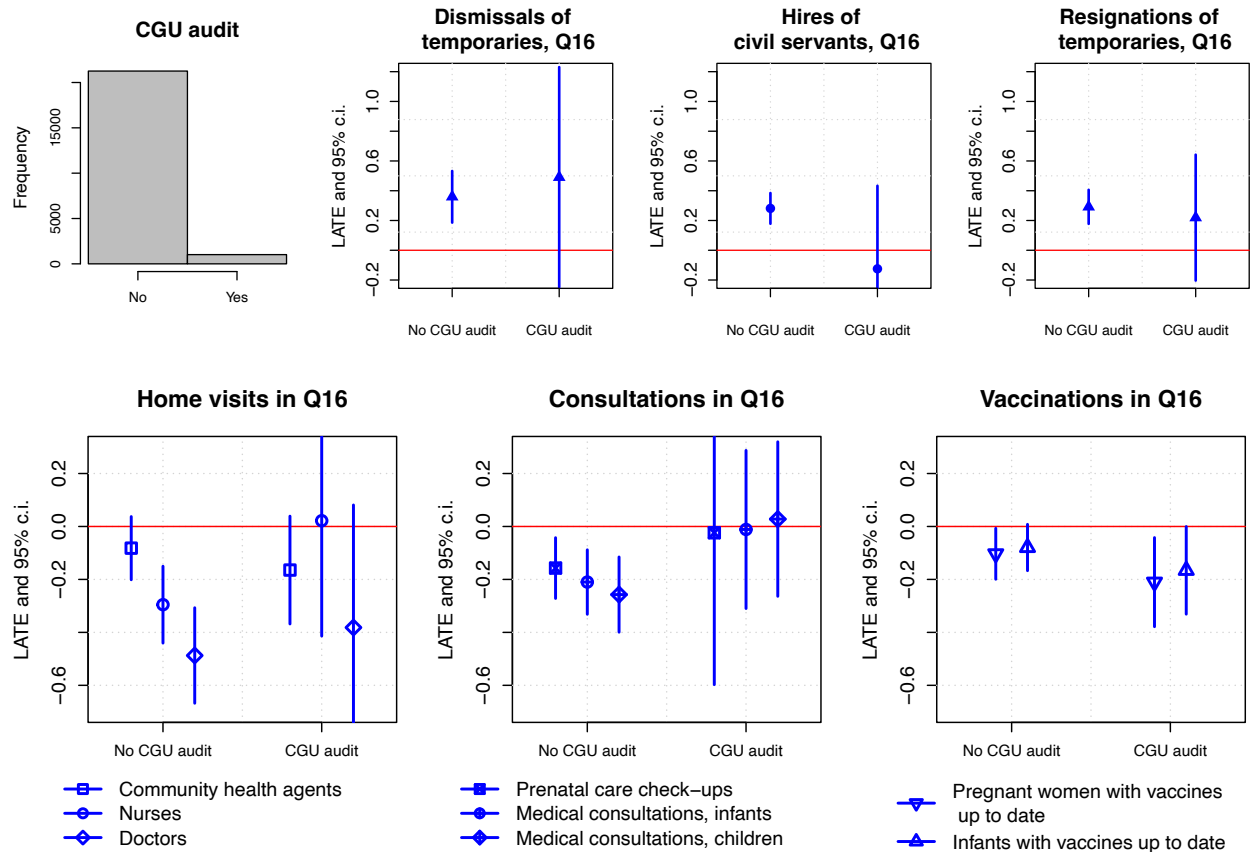 CGU audit
Frequency
0
5000
15000
No
Yes
Dismissals of
temporaries, Q16
LATE and 95% c.i.
−0.2
0.2
0.6
1.0
No CGU audit
CGU audit
Hires of
civil servants, Q16
LATE and 95% c.i.
−0.2
0.2
0.6
1.0
No CGU audit
CGU audit
Resignations of
temporaries, Q16
LATE and 95% c.i.
−0.2
0.2
0.6
1.0
No CGU audit
CGU audit
Home visits in Q16
LATE and 95% c.i.
−0.6
−0.2
0.0
0.2
No CGU audit
CGU audit
Community health agents
Nurses
Doctors
Consultations in Q16
LATE and 95% c.i.
−0.6
−0.2
0.0
0.2
No CGU audit
CGU audit
Prenatal care check−ups
Medical consultations, infants
Medical consultations, children
Vaccinations in Q16
LATE and 95% c.i.
−0.6
−0.2
0.0
0.2
No CGU audit
CGU audit
Pregnant women with vaccines
up to date
Infants with vaccines up to date